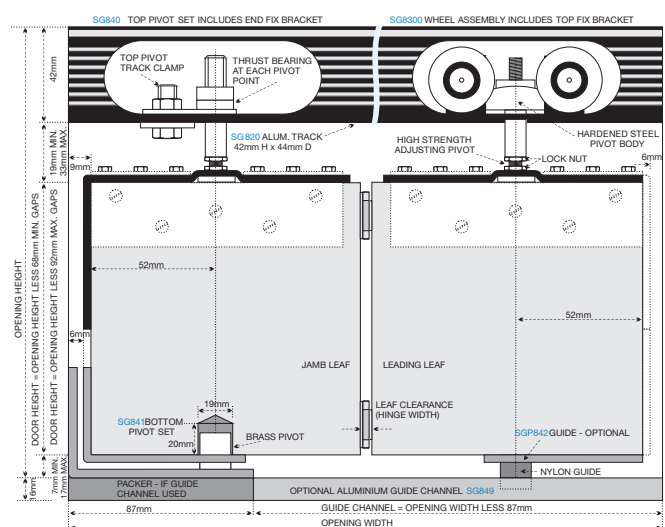 SG840 TOP PIVOT SET INCLUDES END FIX BRACKET
SG8300 WHEEL ASSEMBLY INCLUDES TOP FIX BRACKET
42mm
TOP PIVOT
TRACK CLAMP
THRUST BEARING
AT EACH PIVOT
POINT
SG820 ALUM. TRACK
42mm H x 44mm D
HIGH STRENGTH
ADJUSTING PIVOT
HARDENED STEEL
PIVOT BODY
LOCK NUT
19mm MIN.
33mm MAX.
9mm
6mm
52mm
52mm
OPENING HEIGHT
DOOR HEIGHT = OPENING HEIGHT LESS 68mm MIN. GAPS
DOOR HEIGHT = OPENING HEIGHT LESS 92mm MAX. GAPS
6mm
JAMB LEAF
LEADING LEAF
19mm
LEAF CLEARANCE
(HINGE WIDTH)
SG841 BOTTOM
PIVOT SET
20mm
BRASS PIVOT
SGP842 GUIDE - OPTIONAL
NYLON GUIDE
7mm MIN.
17mm MAX.
16mm
PACKER - IF GUIDE
CHANNEL USED
OPTIONAL ALUMINIUM GUIDE CHANNEL SG849
87mm
GUIDE CHANNEL = OPENING WIDTH LESS 87mm
OPENING WIDTH